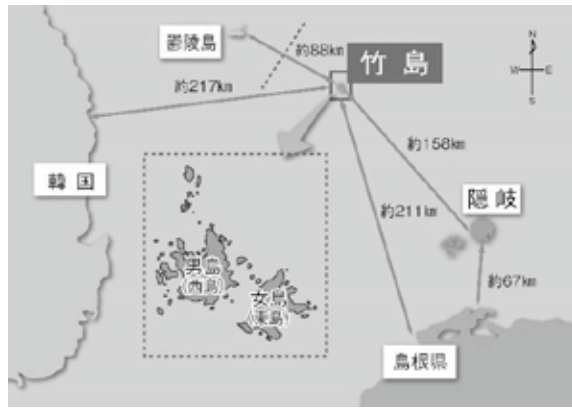 鬱陵島
約88km
竹島
N
W E
S
約217km
約158km
韓国
隠岐
約211km
男島
(西島)
女島
(東島)
約67km
島根県